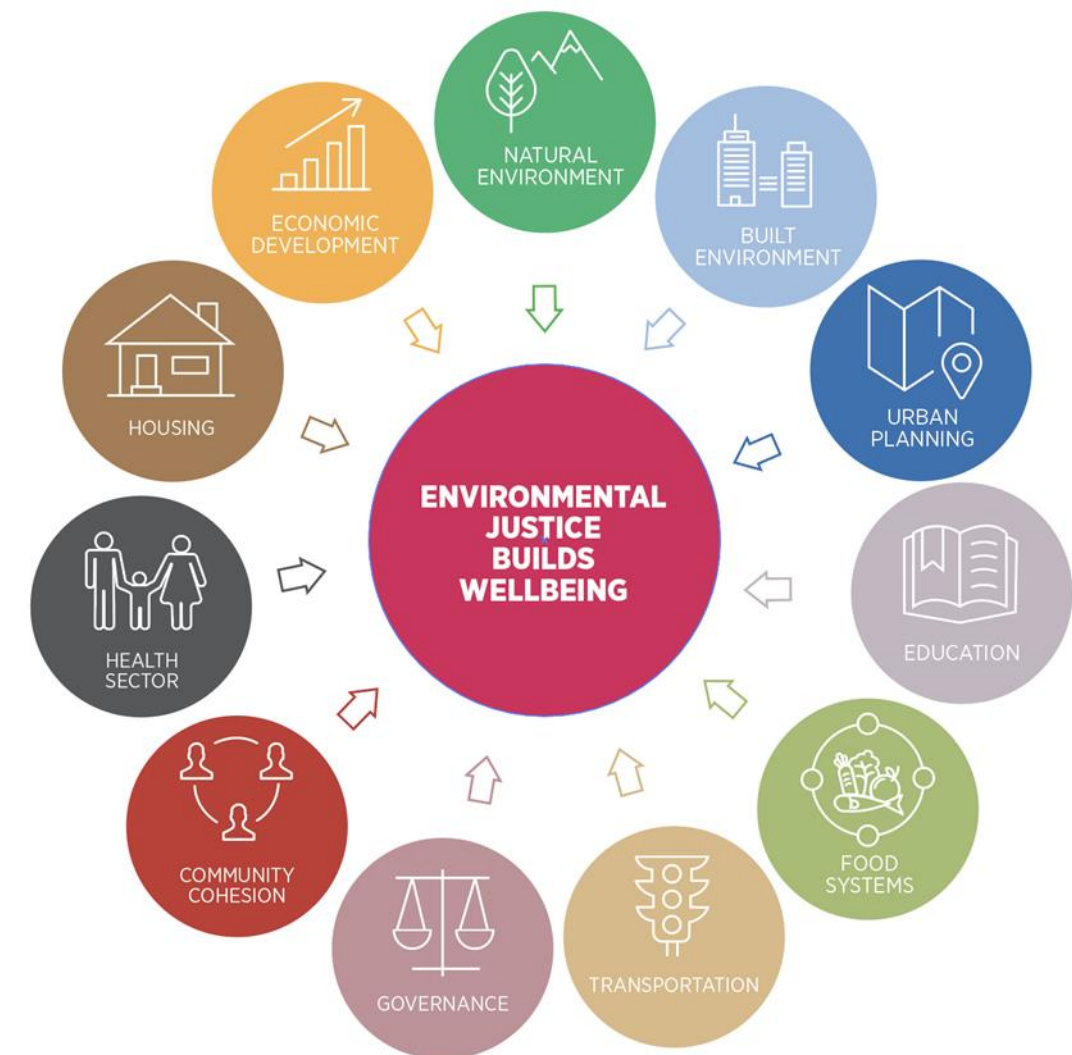 NATURAL
ENVIRONMENT
BUILT
ENVIRONMENT
URBAN
PLANNING
EDUCATION
FOOD
SYSTEMS
TRANSPORTATION
GOVERNANCE
COMMUNITY
COHESION
HEALTH
SECTOR
HOUSING
ECONOMIC
DEVELOPMENT
ENVIRONMENTAL
JUSTICE
BUILDS
WELLBEING